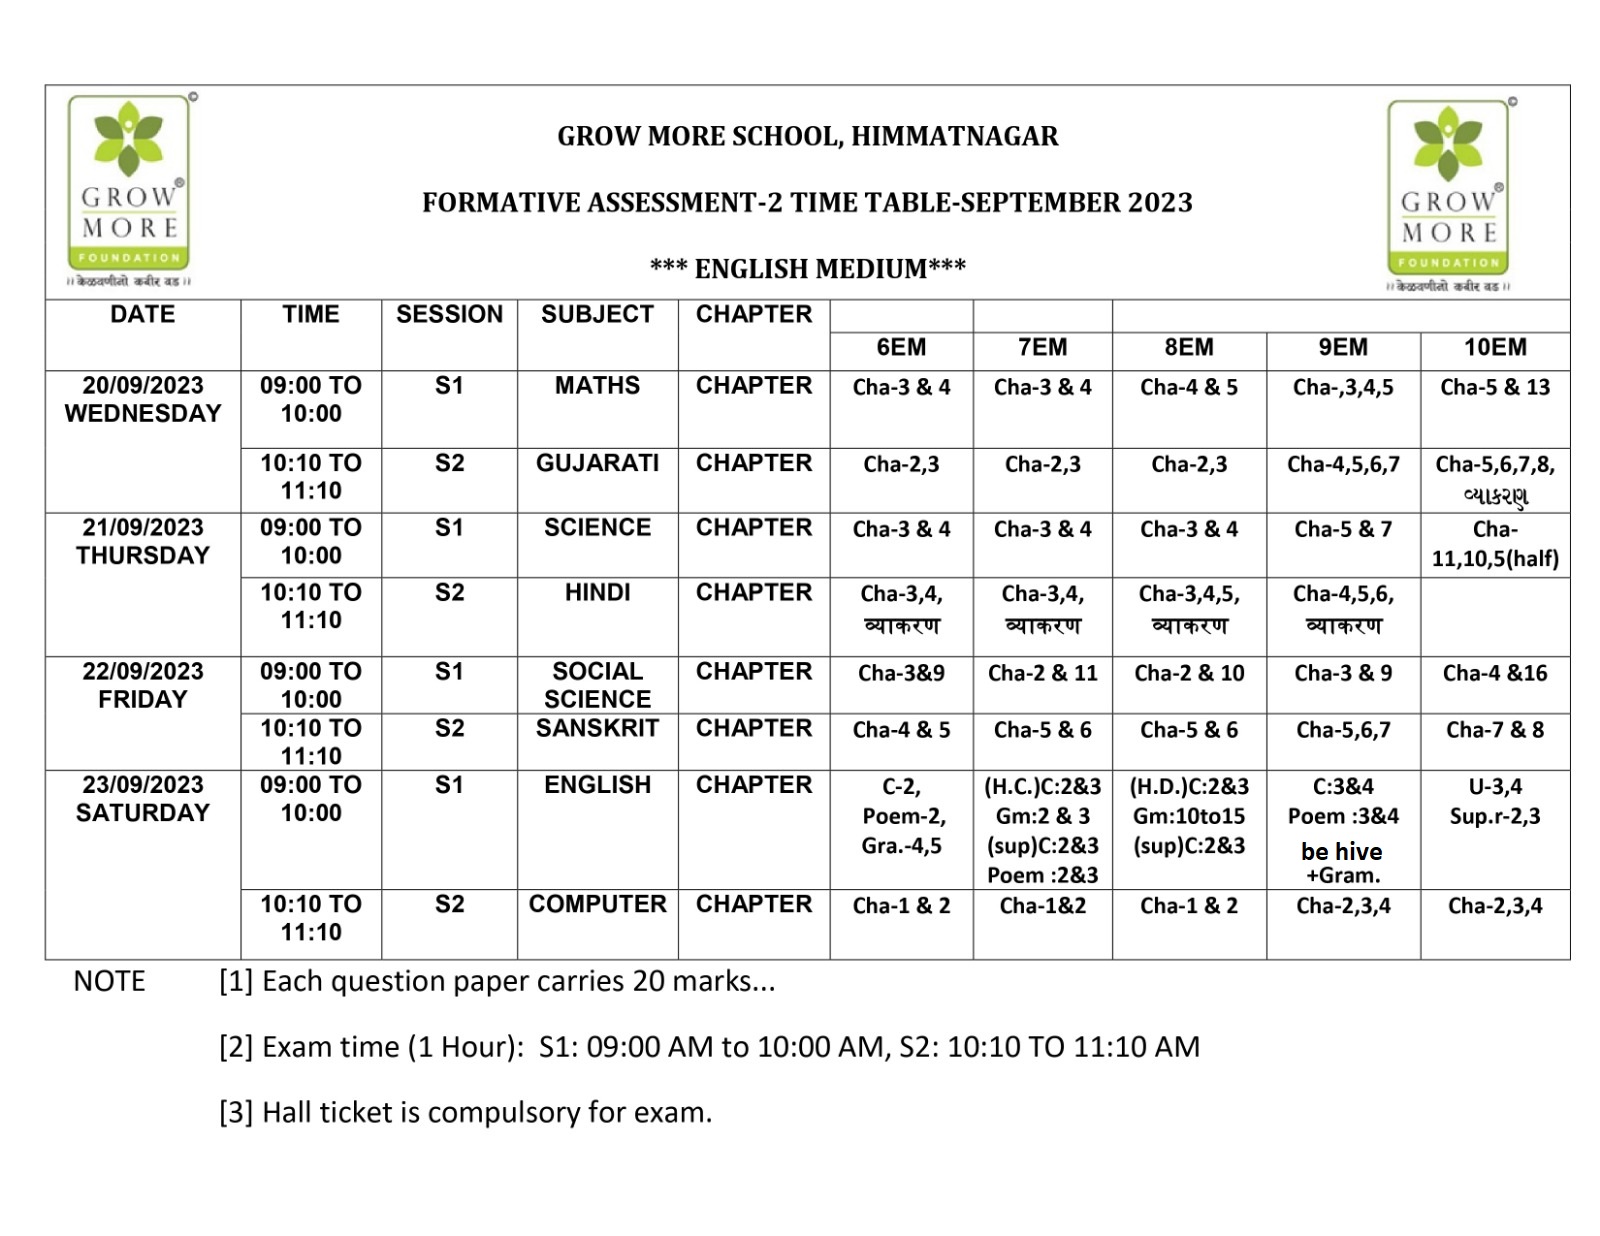 ©
GROW®
MORE
FOUNDATION
।। केळवणीनो कबीर वड ।।
GROW MORE SCHOOL, HIMMATNAGAR
FORMATIVE ASSESSMENT-2 TIME TABLE-SEPTEMBER 2023
*** ENGLISH MEDIUM***
©
GROW®
MORE
FOUNDATION
।। केळवणीनो कबीर वड ।।
DATE TIME SESSION SUBJECT CHAPTER
6EM 7EM 8EM 9EM 10EM
20/09/2023 09:00 TO S1 MATHS CHAPTER Cha-3 & 4 Cha-3 & 4 Cha-4 & 5 Cha-,3,4,5 Cha-5 & 13
WEDNESDAY 10:00
10:10 TO S2 GUJARATI CHAPTER Cha-2,3 Cha-2,3 Cha-2,3 Cha-4,5,6,7 Cha-5,6,7,8,
11:10 વ્યાકરણ
21/09/2023 09:00 TO S1 SCIENCE CHAPTER Cha-3 & 4 Cha-3 & 4 Cha-3 & 4 Cha-5 & 7 Cha-
THURSDAY 10:00 11,10,5(half)
10:10 TO S2 HINDI CHAPTER Cha-3,4, Cha-3,4, Cha-3,4,5, Cha-4,5,6,
11:10 व्याकरण व्याकरण व्याकरण व्याकरण
22/09/2023 09:00 TO S1 SOCIAL CHAPTER Cha-3&9 Cha-2 & 11 Cha-2 & 10 Cha-3 & 9 Cha-4 &16
FRIDAY 10:00 SCIENCE
10:10 TO S2 SANSKRIT CHAPTER Cha-4 & 5 Cha-5 & 6 Cha-5 & 6 Cha-5,6,7 Cha-7 & 8
11:10
23/09/2023 09:00 TO S1 ENGLISH CHAPTER C-2, (H.C.)C:2&3 (H.D.)C:2&3 C:3&4 U-3,4
SATURDAY 10:00 Poem-2, Gm:2 & 3 Gm:10to15 Poem :3&4 Sup.r-2,3
Gra.-4,5 (sup)C:2&3 (sup)C:2&3 be hive
Poem :2&3 +Gram.
10:10 TO S2 COMPUTER CHAPTER Cha-1 & 2 Cha-1&2 Cha-1 & 2 Cha-2,3,4 Cha-2,3,4
11:10
NOTE [1] Each question paper carries 20 marks...
[2] Exam time (1 Hour): S1: 09:00 AM to 10:00 AM, S2: 10:10 TO 11:10 AM
[3] Hall ticket is compulsory for exam.